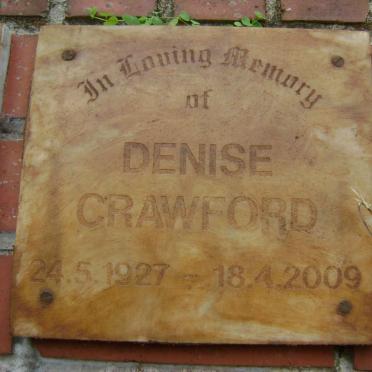 In Loving Memory
of
DENISE
CRAWFORD
24.5.1927 - 18.4.2009